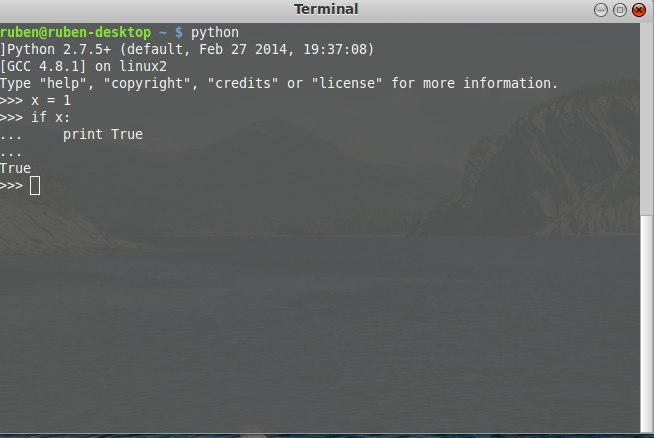 Terminal
ruben@ruben-desktop ~ $ python
]Python 2.7.5+ (default, Feb 27 2014, 19:37:08)
[GCC 4.8.1] on linux2
Type "help", "copyright", "credits" or "license" for more information.
>>> x = 1
>>> if x:
...     print True
...
True
>>>